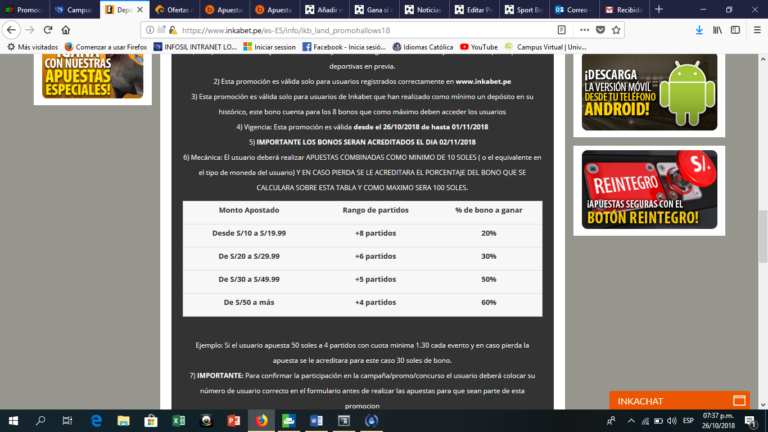 Promoc
Campus
Depo
Ofertas d
Apuesta
Apuesta
Añadir n
Gana si e
Noticias
Editar Pr
Sport Bo
Correo -
Recibido
https://www.inkabet.pe/es-ES/info/ikb_land_promohallows18
Más visitados
Comenzar a usar Firefox
INFOSIL INTRANET LO...
Iniciar session
Facebook - Inicia sesió...
Idiomas Católica
YouTube
Campus Virtual | Univ...
CON NUESTRAS
APUESTAS
ESPECIALES!
deportivas en previa.
2) Esta promoción es válida solo para usuarios registrados correctamente en www.inkabet.pe
3) Esta promoción es válida solo para usuarios de Inkabet que han realizado como mínimo un depósito en su
histórico, este bono cuenta para los 8 bonos que como máximo deben acceder los usuarios
4) Vigencia: Esta promoción es válida desde el 26/10/2018 de hasta 01/11/2018
5) IMPORTANTE LOS BONOS SERAN ACREDITADOS EL DIA 02/11/2018
6) Mecánica: El usuario deberá realizar APUESTAS COMBINADAS COMO MINIMO DE 10 SOLES ( o el equivalente en
el tipo de moneda del usuario) Y EN CASO PIERDA SE LE ACREDITARA EL PORCENTAJE DEL BONO QUE SE
CALCULARA SOBRE ESTA TABLA Y COMO MAXIMO SERA 100 SOLES.
Monto Apostado Rango de partidos % de bono a ganar
Desde S/10 a S/19.99 +8 partidos 20%
De S/20 a S/29.99 +6 partidos 30%
De S/30 a S/49.99 +5 partidos 50%
De S/50 a más +4 partidos 60%
Ejemplo: Si el usuario apuesta 50 soles a 4 partidos con cuota minima 1.30 cada evento y en caso pierda la
apuesta se le acreditara para este caso 30 soles de bono.
7) IMPORTANTE: Para confirmar la participación en la campaña/promo/concurso el usuario deberá colocar su
número de usuario correcto en el formulario antes de realizar las apuestas para que sean parte de esta
promocion
¡DESCARGA
LA VERSIÓN MÓVIL
DESDE TU TELÉFONO
ANDROID!
REINTEGRO
S/.
¡APUESTAS SEGURAS CON EL
BOTÓN REINTEGRO!
INKACHAT
ESP
07:37 p.m.
26/10/2018